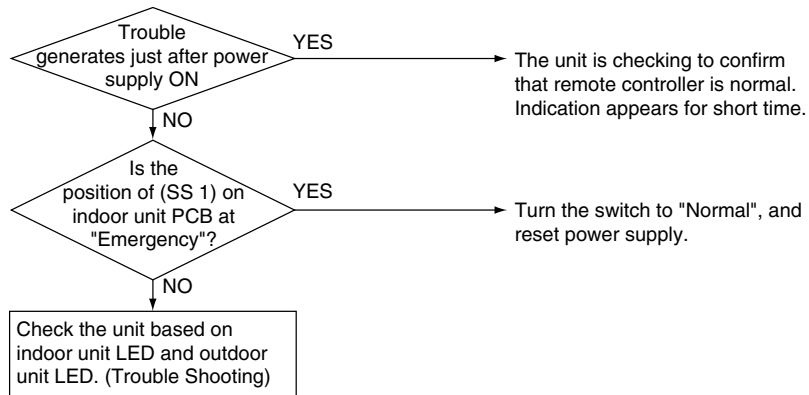 Trouble
generates just after power
supply ON
YES
The unit is checking to confirm
that remote controller is normal.
Indication appears for short time.
NO
Is the
position of (SS 1) on
indoor unit PCB at
"Emergency"?
YES
Turn the switch to "Normal", and
reset power supply.
NO
Check the unit based on
indoor unit LED and outdoor
unit LED. (Trouble Shooting)